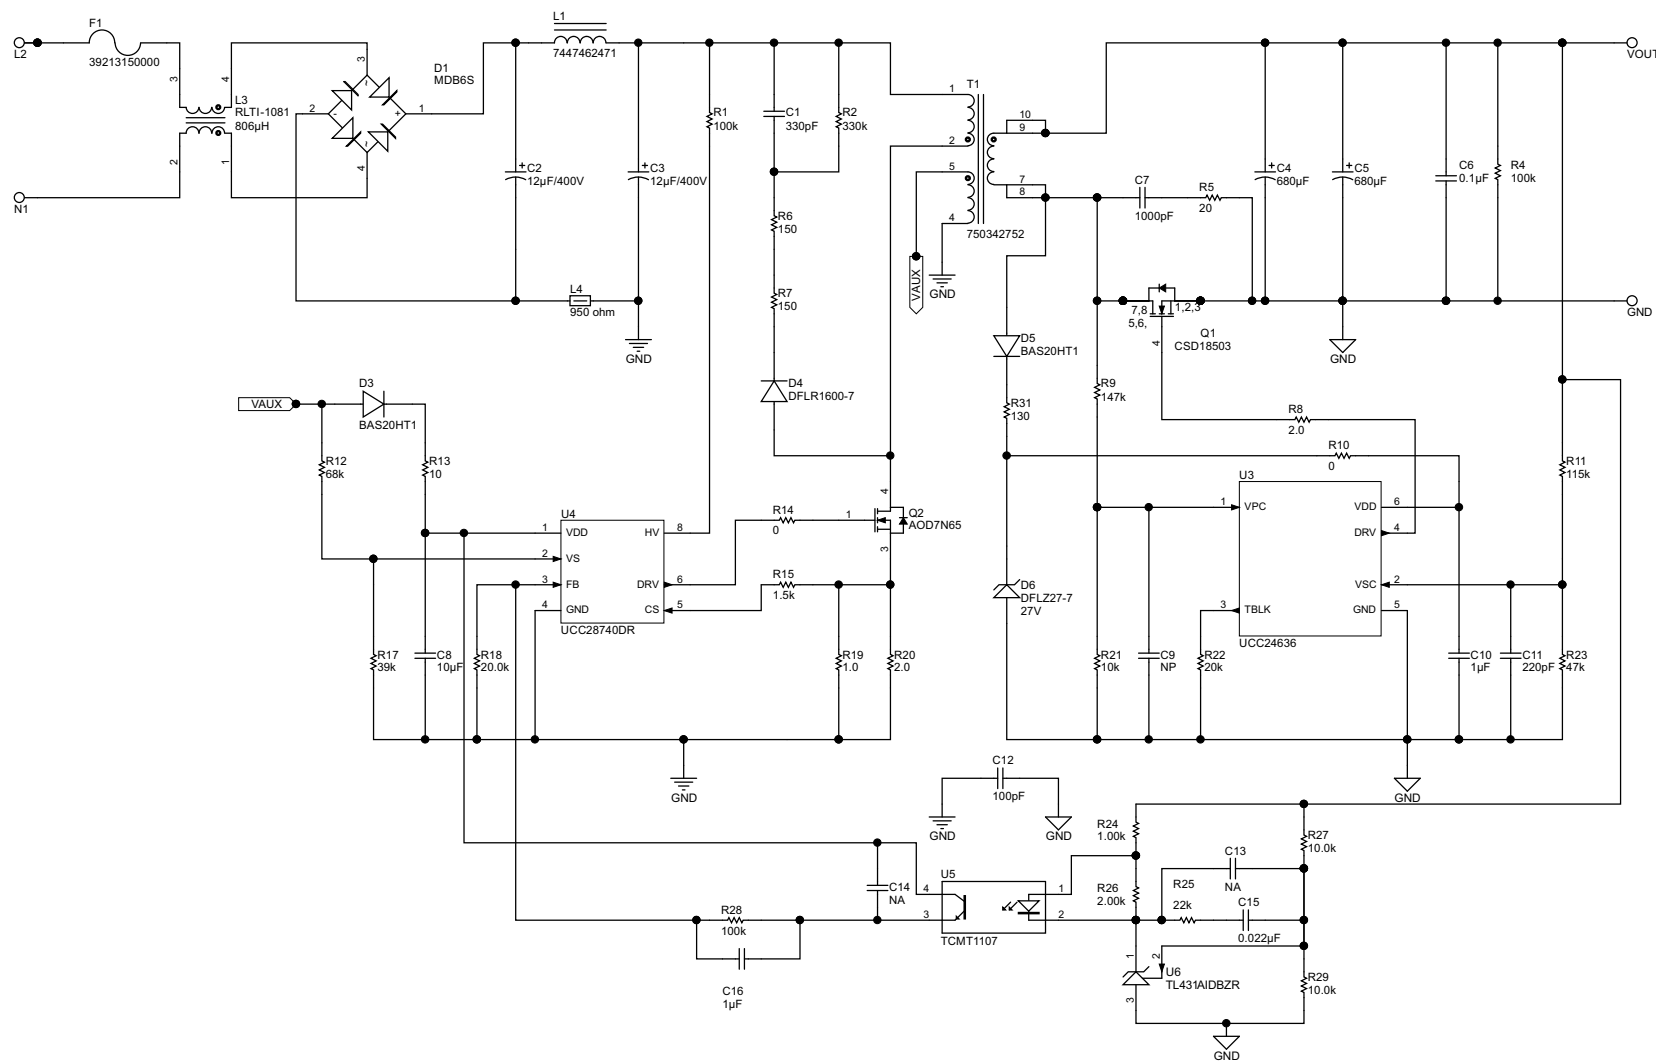 F1
39213150000
L2
3
4
L3
RLTI-1081
806µH
2
1
N1
3
~
D1
MDB6S
2
-
+
1
~
4
L1
7447462471
+
C2
12µF/400V
+
C3
12µF/400V
L4
950 ohm
GND
R1
100k
C1
330pF
R2
330k
R6
150
R7
150
D4
DFLR1600-7
T1
1
2
5
4
10
9
7
8
750342752
VAUX
GND
C7
1000pF
R5
20
+
C4
680µF
+
C5
680µF
C6
0.1µF
R4
100k
VOUT
GND
7,8
5,6,
1,2,3
4
Q1
CSD18503
GND
D5
BAS20HT1
R31
130
R9
147k
R8
2.0
R10
0
R11
115k
VAUX
D3
BAS20HT1
R12
68k
R13
10
U4
1
VDD
HV
8
2
VS
3
FB
DRV
6
4
GND
CS
5
UCC28740DR
R14
0
1
4
Q2
AOD7N65
3
R15
1.5k
R17
39k
C8
10µF
R18
20.0k
R19
1.0
R20
2.0
GND
D6
DFLZ27-7
27V
U3
1
VPC
VDD
6
DRV
4
VSC
2
3
TBLK
GND
5
UCC24636
R21
10k
C9
NP
R22
20k
C10
1µF
C11
220pF
R23
47k
GND
C12
100pF
GND
GND
R24
1.00k
R27
10.0k
C14
NA
U5
4
1
3
2
TCMT1107
R26
2.00k
R25
22k
C13
NA
C15
0.022µF
R28
100k
C16
1µF
1
2
U6
TL431AIDBZR
3
R29
10.0k
GND